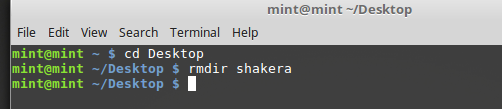 mint@mint ~/Desktop
File Edit View Search Terminal Help
mint@mint ~ $ cd Desktop
mint@mint ~/Desktop $ rmdir shakera
mint@mint ~/Desktop $